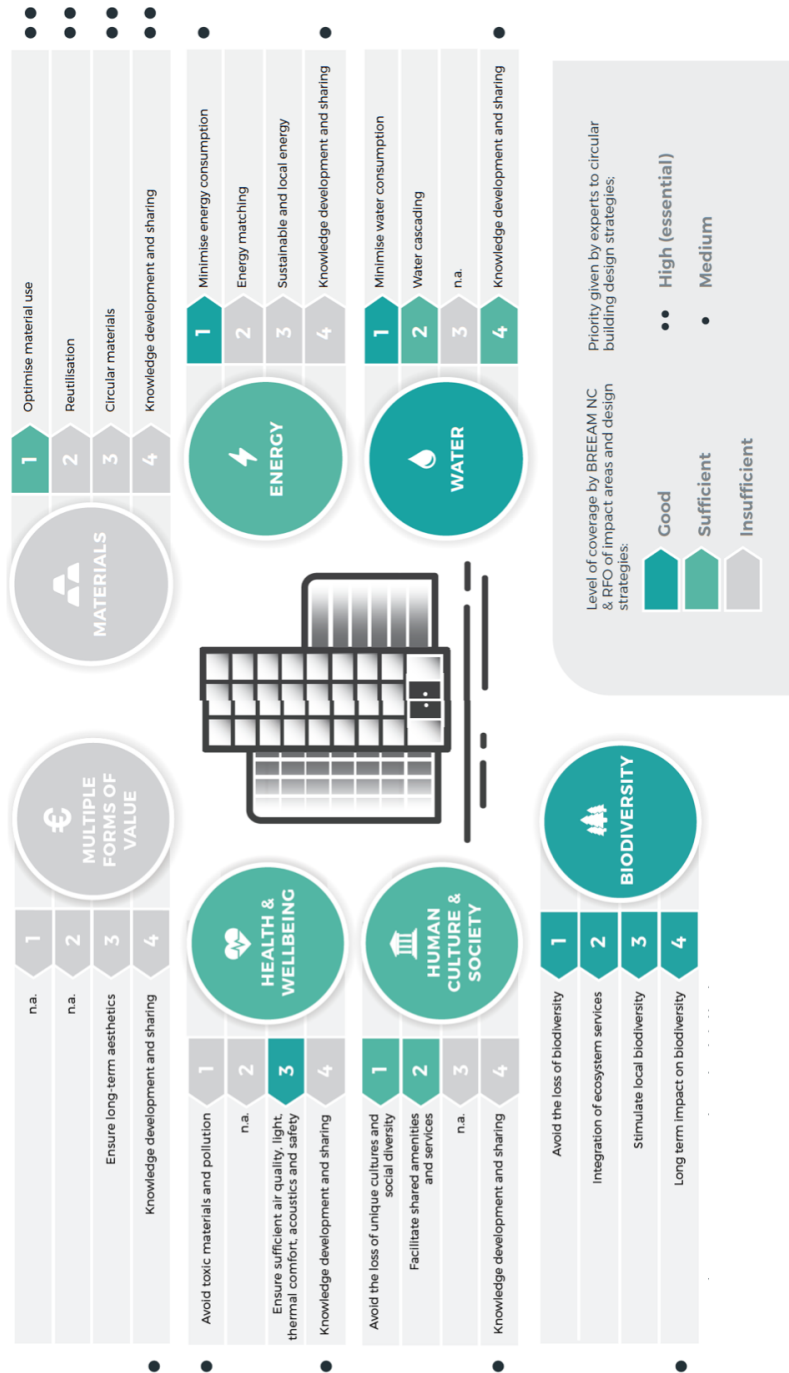 n.a.
1
n.a.
2
Ensure long-term aesthetics
3
Knowledge development and sharing
4
MULTIPLE
FORMS OF
VALUE
MATERIALS
1
Optimise material use
2
Reutilisation
3
Circular materials
4
Knowledge development and sharing
Avoid toxic materials and pollution
1
n.a.
2
Ensure sufficient air quality, light,
thermal comfort, acoustics and safety
3
Knowledge development and sharing
4
HEALTH &
WELLBEING
ENERGY
1
Minimise energy consumption
2
Energy matching
3
Sustainable and local energy
4
Knowledge development and sharing
Avoid the loss of unique cultures and
social diversity
1
Facilitate shared amenities
and services
2
n.a.
3
Knowledge development and sharing
4
HUMAN
CULTURE &
SOCIETY
WATER
1
Minimise water consumption
2
Water cascading
3
n.a.
4
Knowledge development and sharing
Avoid the loss of biodiversity
1
Integration of ecosystem services
2
Stimulate local biodiversity
3
Long term impact on biodiversity
4
BIODIVERSITY
Level of coverage by BREEAM NC
& RFO of impact areas and design
strategies:
Good
Sufficient
Insufficient
Priority given by experts to circular
building design strategies:
High (essential)
Medium